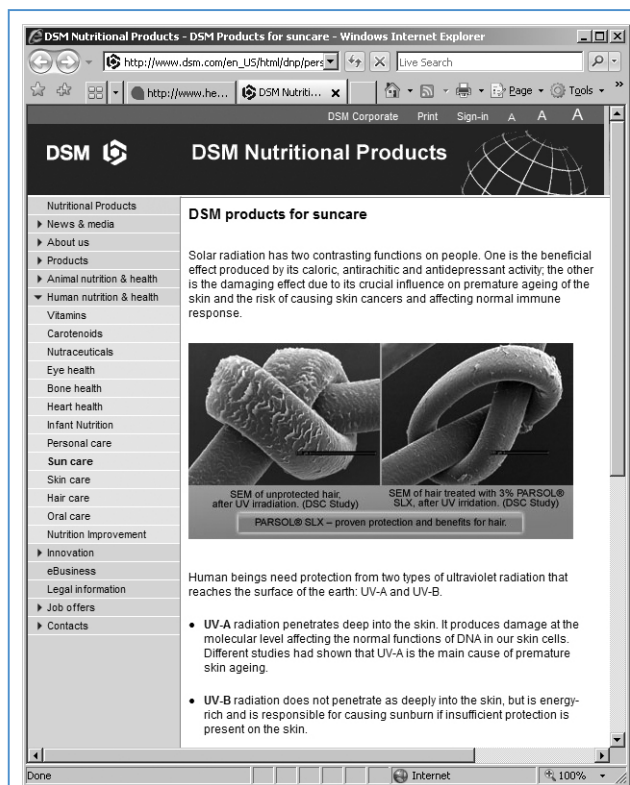 DSM Nutritional Products - DSM Products for suncare - Windows Internet Explorer
http://www.dsm.com/en_US/html/dnp/pers
Live Search
http://www.he...
DSM Nutriti...
Page
Tools
DSM Corporate Print Sign-in A A A
DSM
DSM Nutritional Products
Nutritional Products
News & media
About us
Products
Animal nutrition & health
Human nutrition & health
Vitamins
Carotenoids
Nutraceuticals
Eye health
Bone health
Heart health
Infant Nutrition
Personal care
Sun care
Skin care
Hair care
Oral care
Nutrition Improvement
Innovation
eBusiness
Legal information
Job offers
Contacts
DSM products for suncare
Solar radiation has two contrasting functions on people. One is the beneficial
effect produced by its caloric, antirachitic and antidepressant activity; the other
is the damaging effect due to its crucial influence on premature ageing of the
skin and the risk of causing skin cancers and affecting normal immune
response.
SEM of unprotected hair,
after UV irradiation. (DSC Study)
SEM of hair treated with 3% PARSOL®
SLX, after UV irridation. (DSC Study)
PARSOL® SLX – proven protection and benefits for hair.
Human beings need protection from two types of ultraviolet radiation that
reaches the surface of the earth: UV-A and UV-B.
● UV-A radiation penetrates deep into the skin. It produces damage at the
molecular level affecting the normal functions of DNA in our skin cells.
Different studies had shown that UV-A is the main cause of premature
skin ageing.
● UV-B radiation does not penetrate as deeply into the skin, but is energy-
rich and is responsible for causing sunburn if insufficient protection is
present on the skin.
Done
Internet
100%